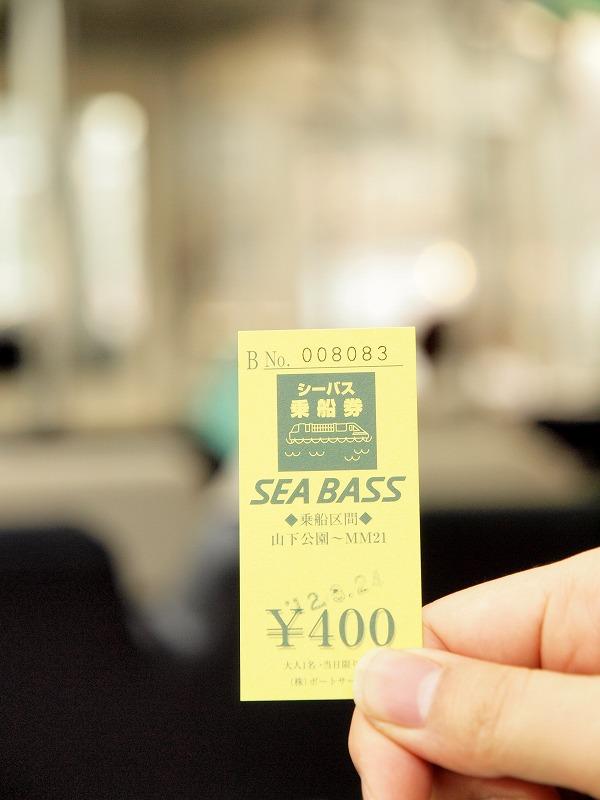 B No. 008083
シーバス
乗船券
SEA BASS
◆乗船区間◆
山下公園～MM21
¥400
大人1名・当日限り
(株)ポートサー